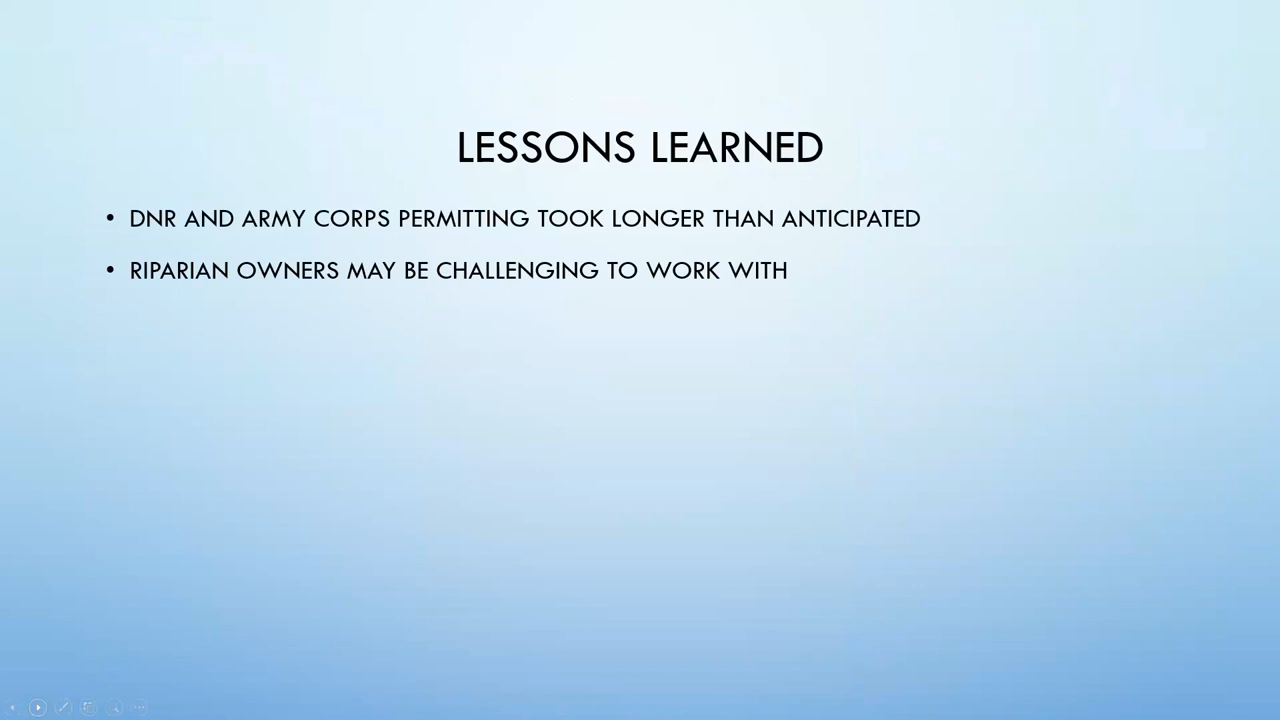 LESSONS LEARNED
• DNR AND ARMY CORPS PERMITTING TOOK LONGER THAN ANTICIPATED
• RIPARIAN OWNERS MAY BE CHALLENGING TO WORK WITH